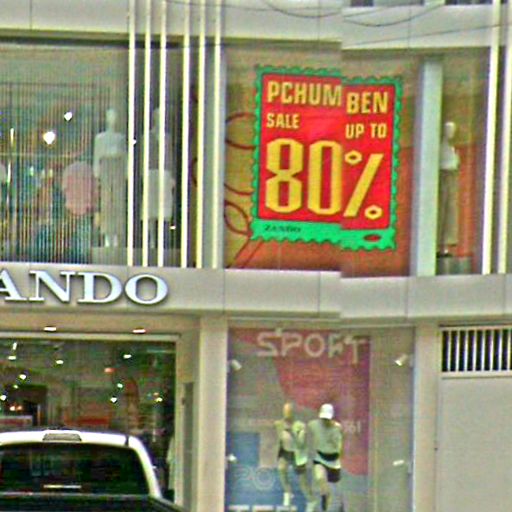 PCHUM BEN
SALE UP TO
80%
ZANDO
ANDO
SPORT